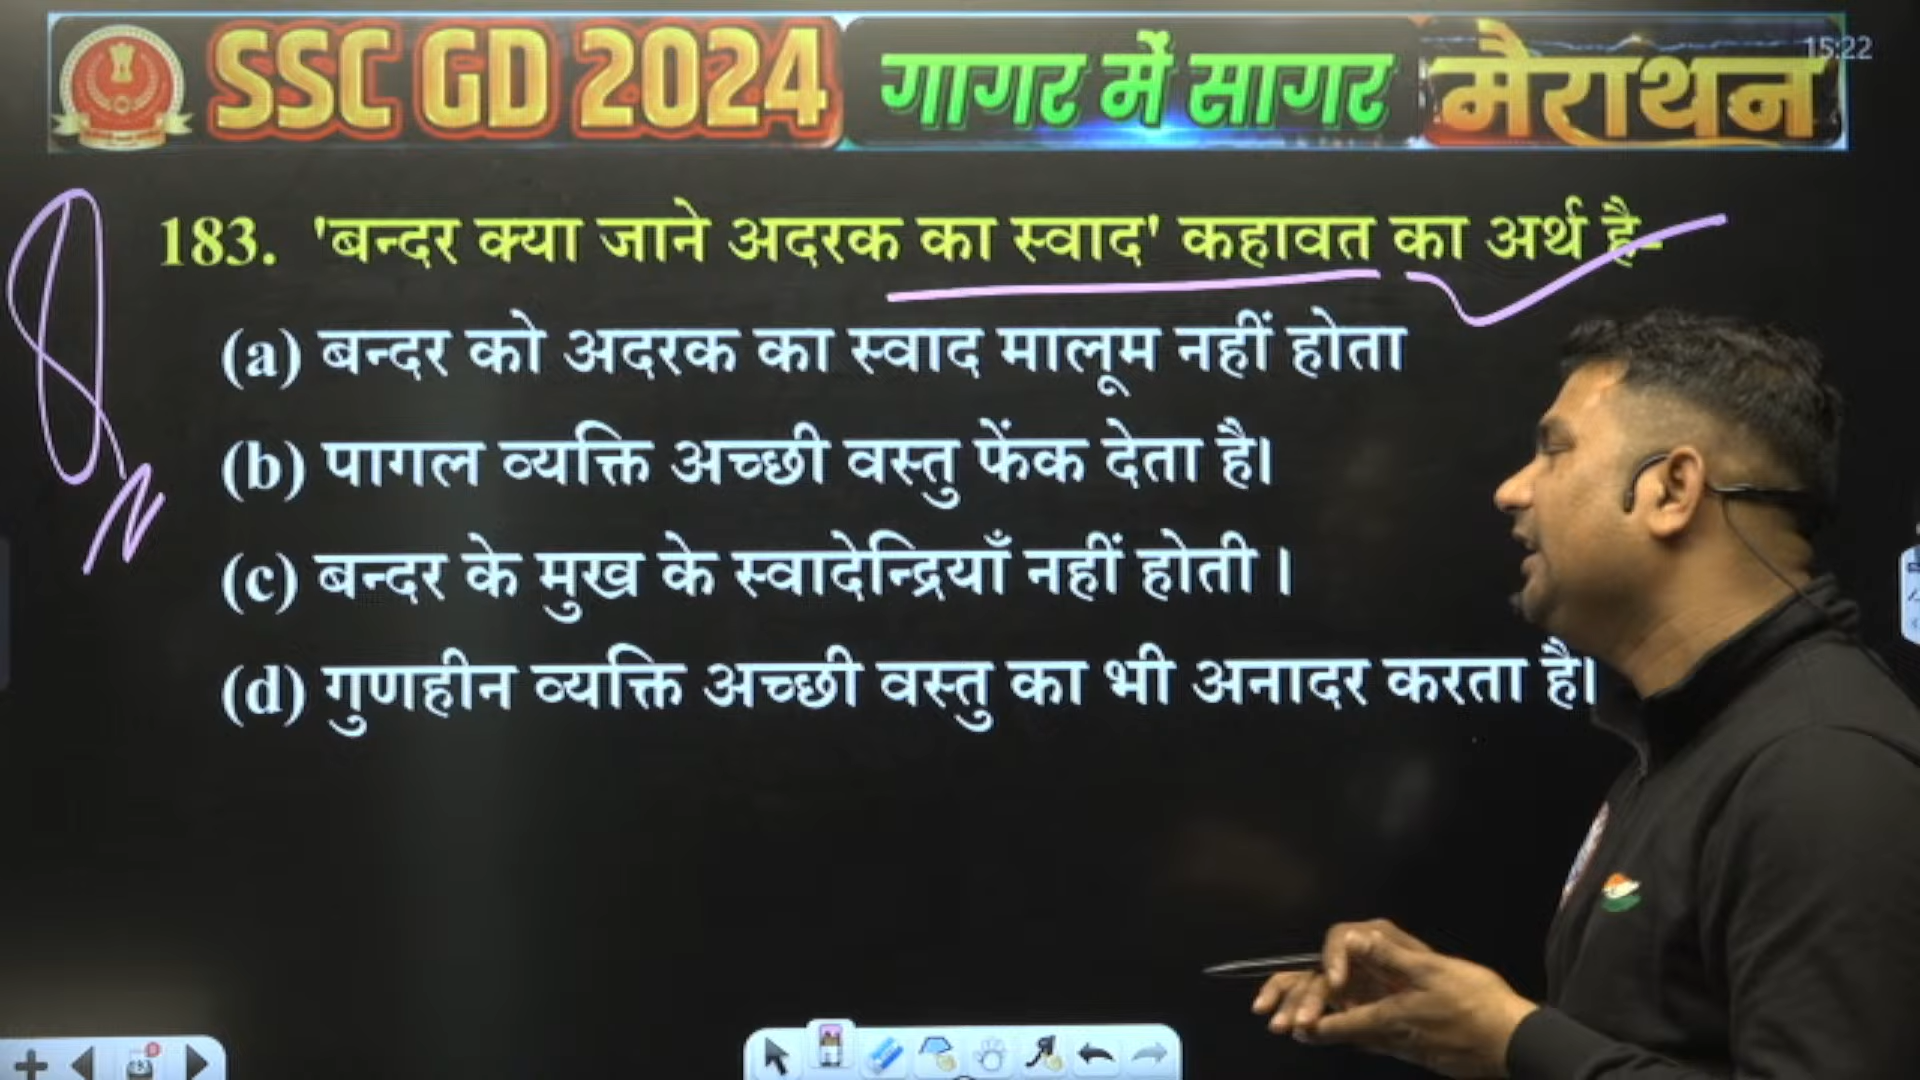 SSC GD 2024 गागर में सागर मैराथन
15:22
183. 'बन्दर क्या जाने अदरक का स्वाद' कहावत का अर्थ है-
(a) बन्दर को अदरक का स्वाद मालूम नहीं होता
(b) पागल व्यक्ति अच्छी वस्तु फेंक देता है।
(c) बन्दर के मुख के स्वादेन्द्रियाँ नहीं होती।
(d) गुणहीन व्यक्ति अच्छी वस्तु का भी अनादर करता है।